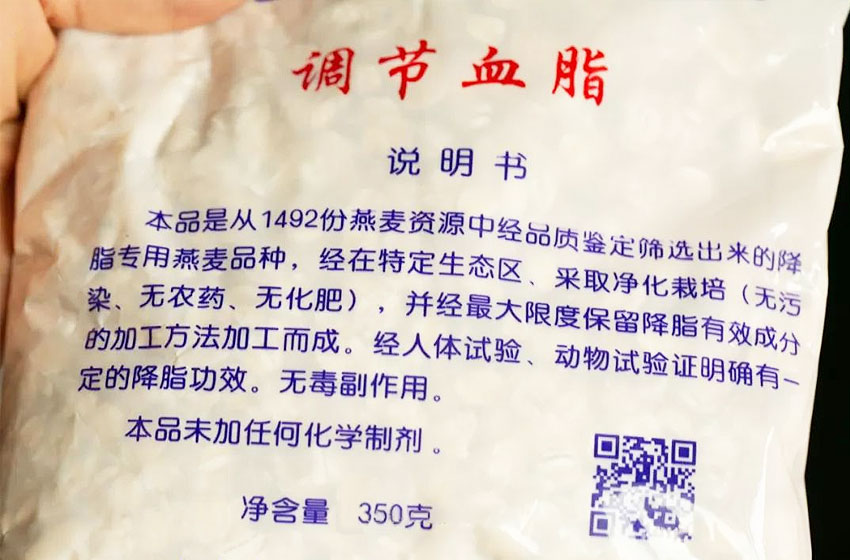 调节血脂
说明书
本品是从1492份燕麦资源中经品质鉴定筛选出来的降
脂专用燕麦品种，经在特定生态区、采取净化栽培（无污
染、无农药、无化肥），并经最大限度保留降脂有效成分
的加工方法加工而成。经人体试验、动物试验证明确有一
定的降脂功效。无毒副作用。
本品未加任何化学制剂。
净含量 350克